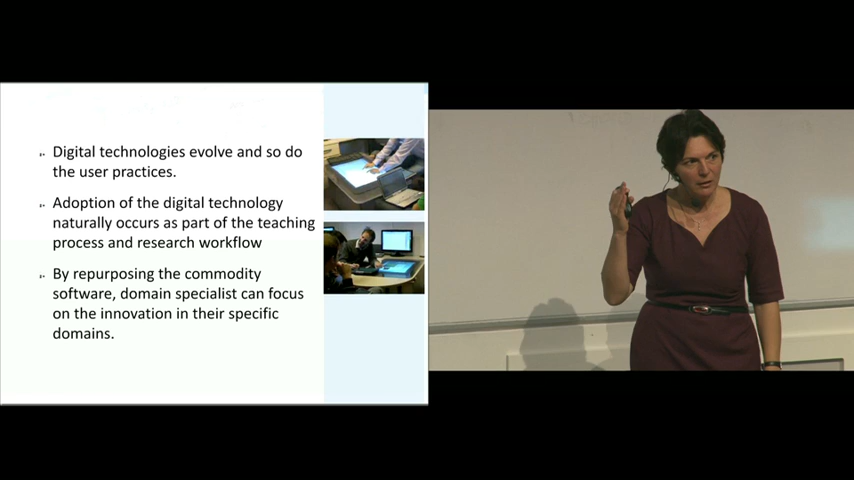 Digital technologies evolve and so do
the user practices.
Adoption of the digital technology
naturally occurs as part of the teaching
process and research workflow
By repurposing the commodity
software, domain specialist can focus
on the innovation in their specific
domains.